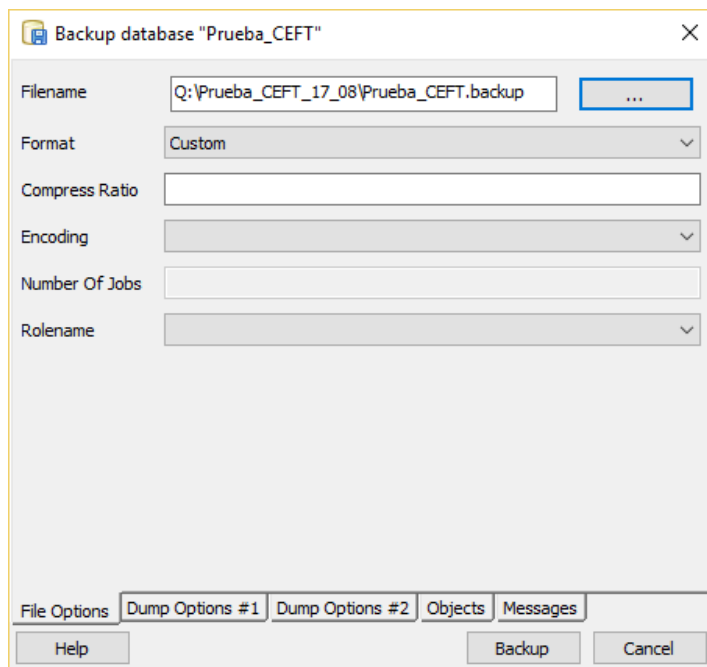 Backup database "Prueba_CEFT"
Filename Q:\Prueba_CEFT_17_08\Prueba_CEFT.backup ...
Format Custom
Compress Ratio
Encoding
Number Of Jobs
Rolename
File Options Dump Options #1 Dump Options #2 Objects Messages
Help Backup Cancel